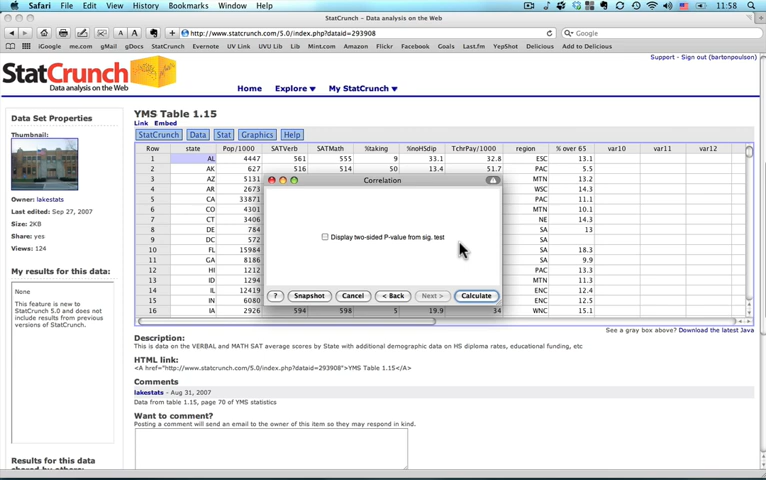 Safari File Edit View History Bookmarks Window Help 11:58
StatCrunch - Data analysis on the Web
http://www.statcrunch.com/5.0/index.php?dataid=293908 Google
iGoogle me.com gMail gDocs StatCrunch Evernote UV Link UVU Lib Mint.com Amazon Flickr Facebook Goals Last.fm YepShot Delicious Add to Delicious
Support - Sign out (bartonpoulson)
StatCrunch
Data analysis on the Web
Home Explore My StatCrunch
Data Set Properties
Thumbnail:
Owner: lakestats
Last edited: Sep 27, 2007
Size: 2KB
Share: yes
Views: 124
My results for this data:
None
This feature is new to
StatCrunch 5.0 and does not
include results from previous
versions of StatCrunch.
Results for this data
shared by others:
YMS Table 1.15
Link Embed
StatCrunch Data Stat Graphics Help
Row state Pop/1000 SATVerb SATMath %taking %noHSdip TchrPay/1000 region % over 65 var10 var11 var12
1 AL 4447 561 555 9 33.1 32.8 ESC 13.1
2 AK 627 516 514 50 13.4 51.7 PAC 5.5
3 AZ 5131 MTN 13.2
4 AR 2673 WSC 14.3
5 CA 33871 PAC 11.1
6 CO 4301 MTN 10.1
7 CT 3406 NE 14.3
8 DE 784 SA 13
9 DC 572 SA
10 FL 15984 SA 18.3
11 GA 8186 SA 9.9
12 HI 1212 PAC 13.3
13 ID 1294 MTN 11.3
14 IL 12419 ENC 12.4
15 IN 6080 ENC 12.5
16 IA 2926 594 598 5 19.9 WNC 15.1
Correlation
Display two-sided P-value from sig. test
? Snapshot Cancel < Back Next > Calculate
See a gray box above? Download the latest Java
Description:
This is data on the VERBAL and MATH SAT average scores by State with additional demographic data on HS diploma rates, educational funding, etc
HTML link:
<A href="http://www.statcrunch.com/5.0/index.php?dataid=293908">YMS Table 1.15</A>
Comments
lakestats - Aug 31, 2007
Data from table 1.15, page 70 of YMS statistics
Want to comment?
Posting a comment will send an email to the owner of this item so they may respond in kind.